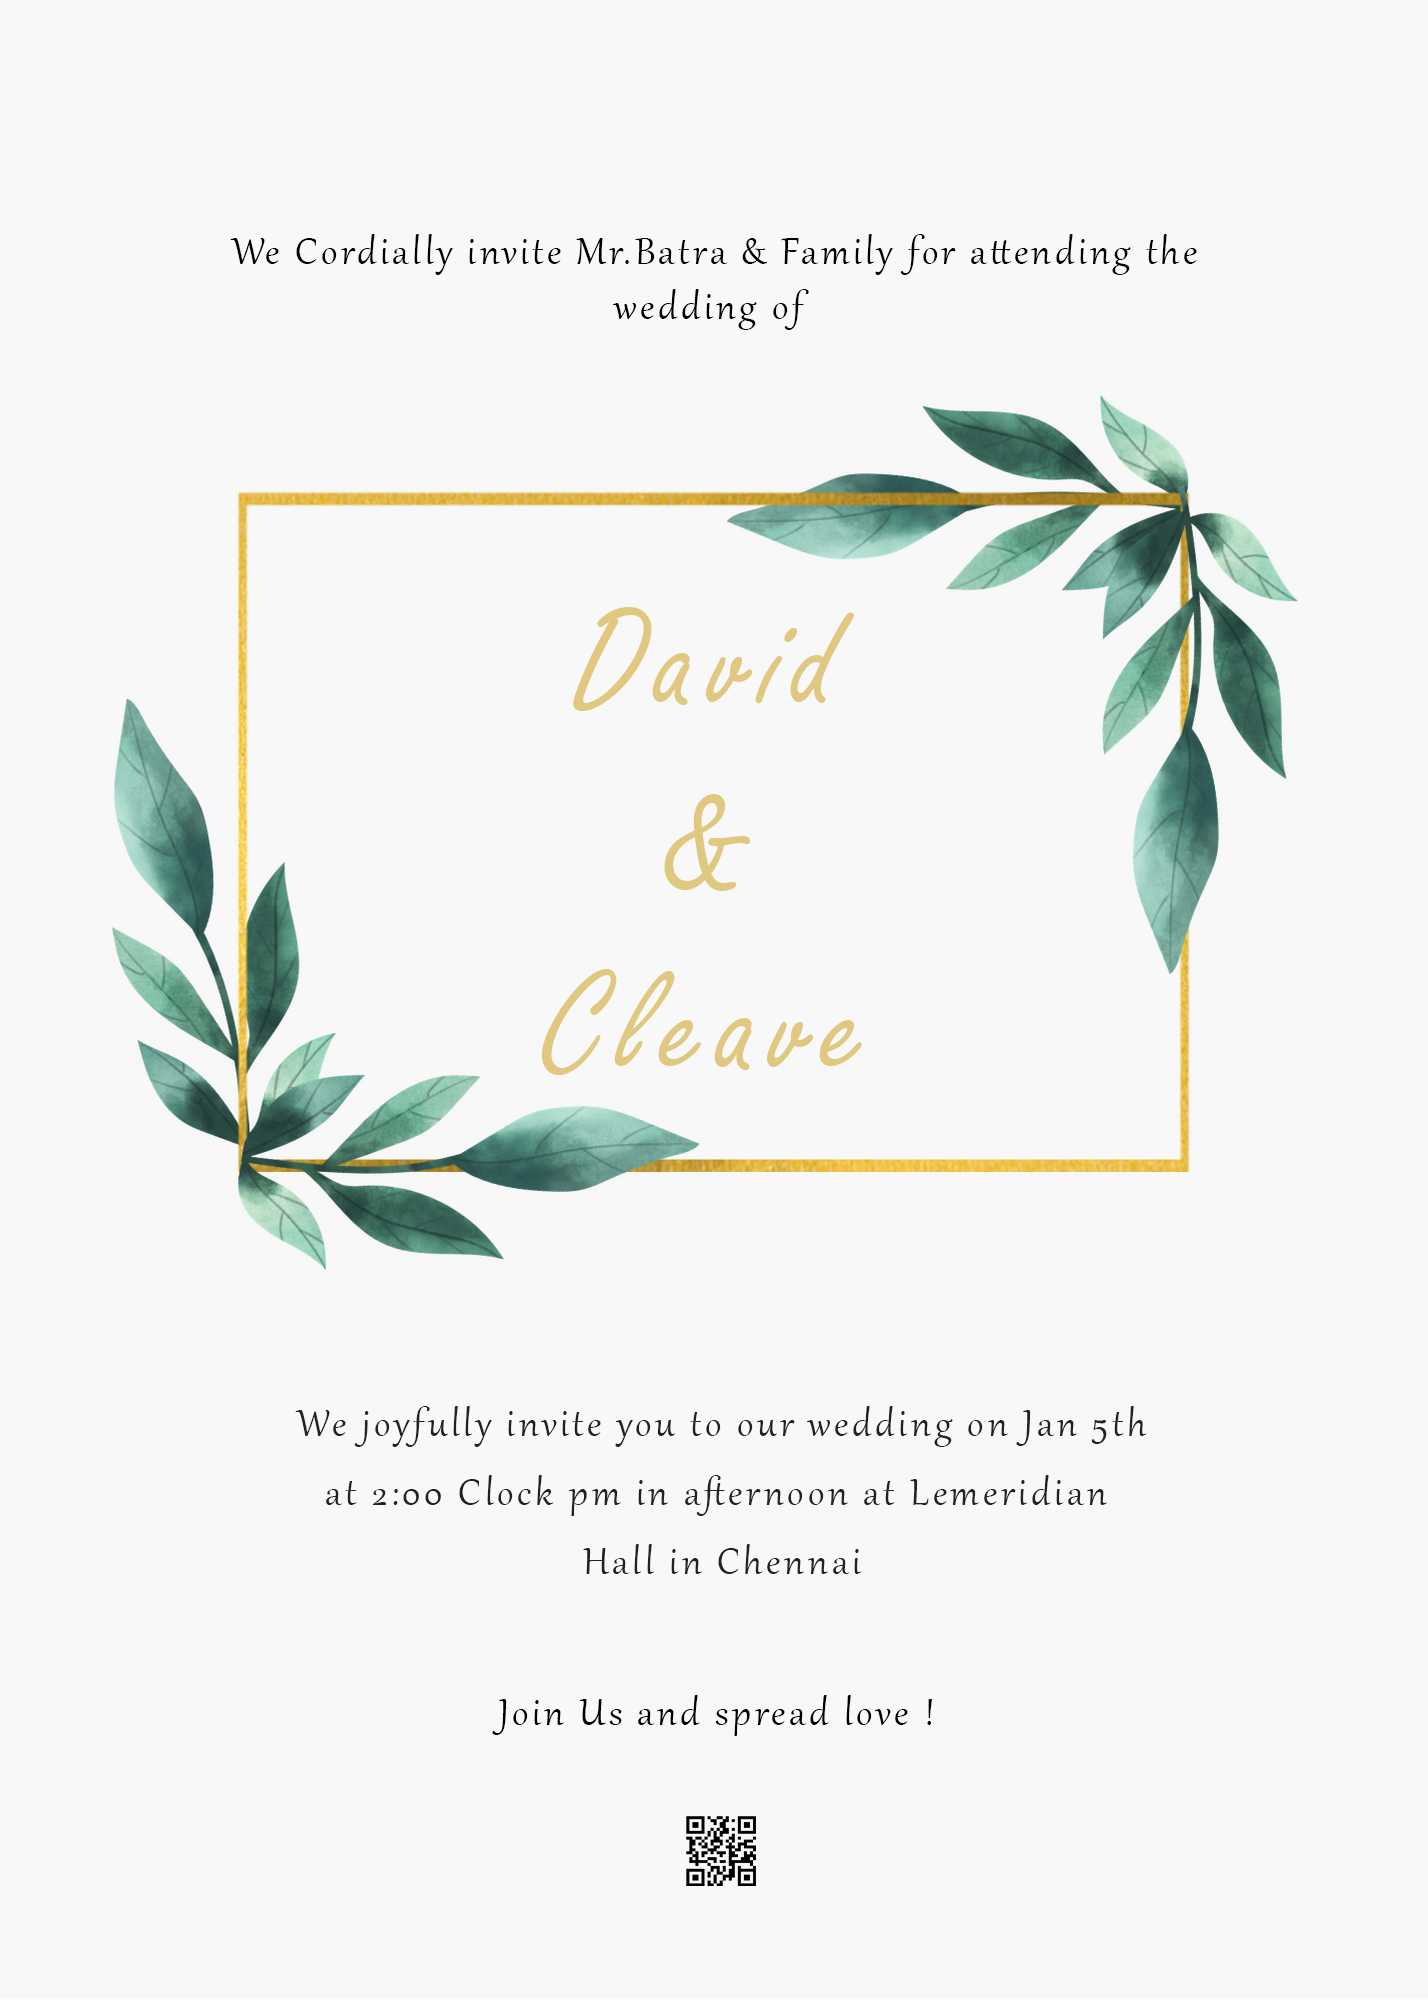 We Cordially invite Mr.Batra & Family for attending the
wedding of
David
&
Cleave
We joyfully invite you to our wedding on Jan 5th
at 2:00 Clock pm in afternoon at Lemeridian
Hall in Chennai
Join Us and spread love !